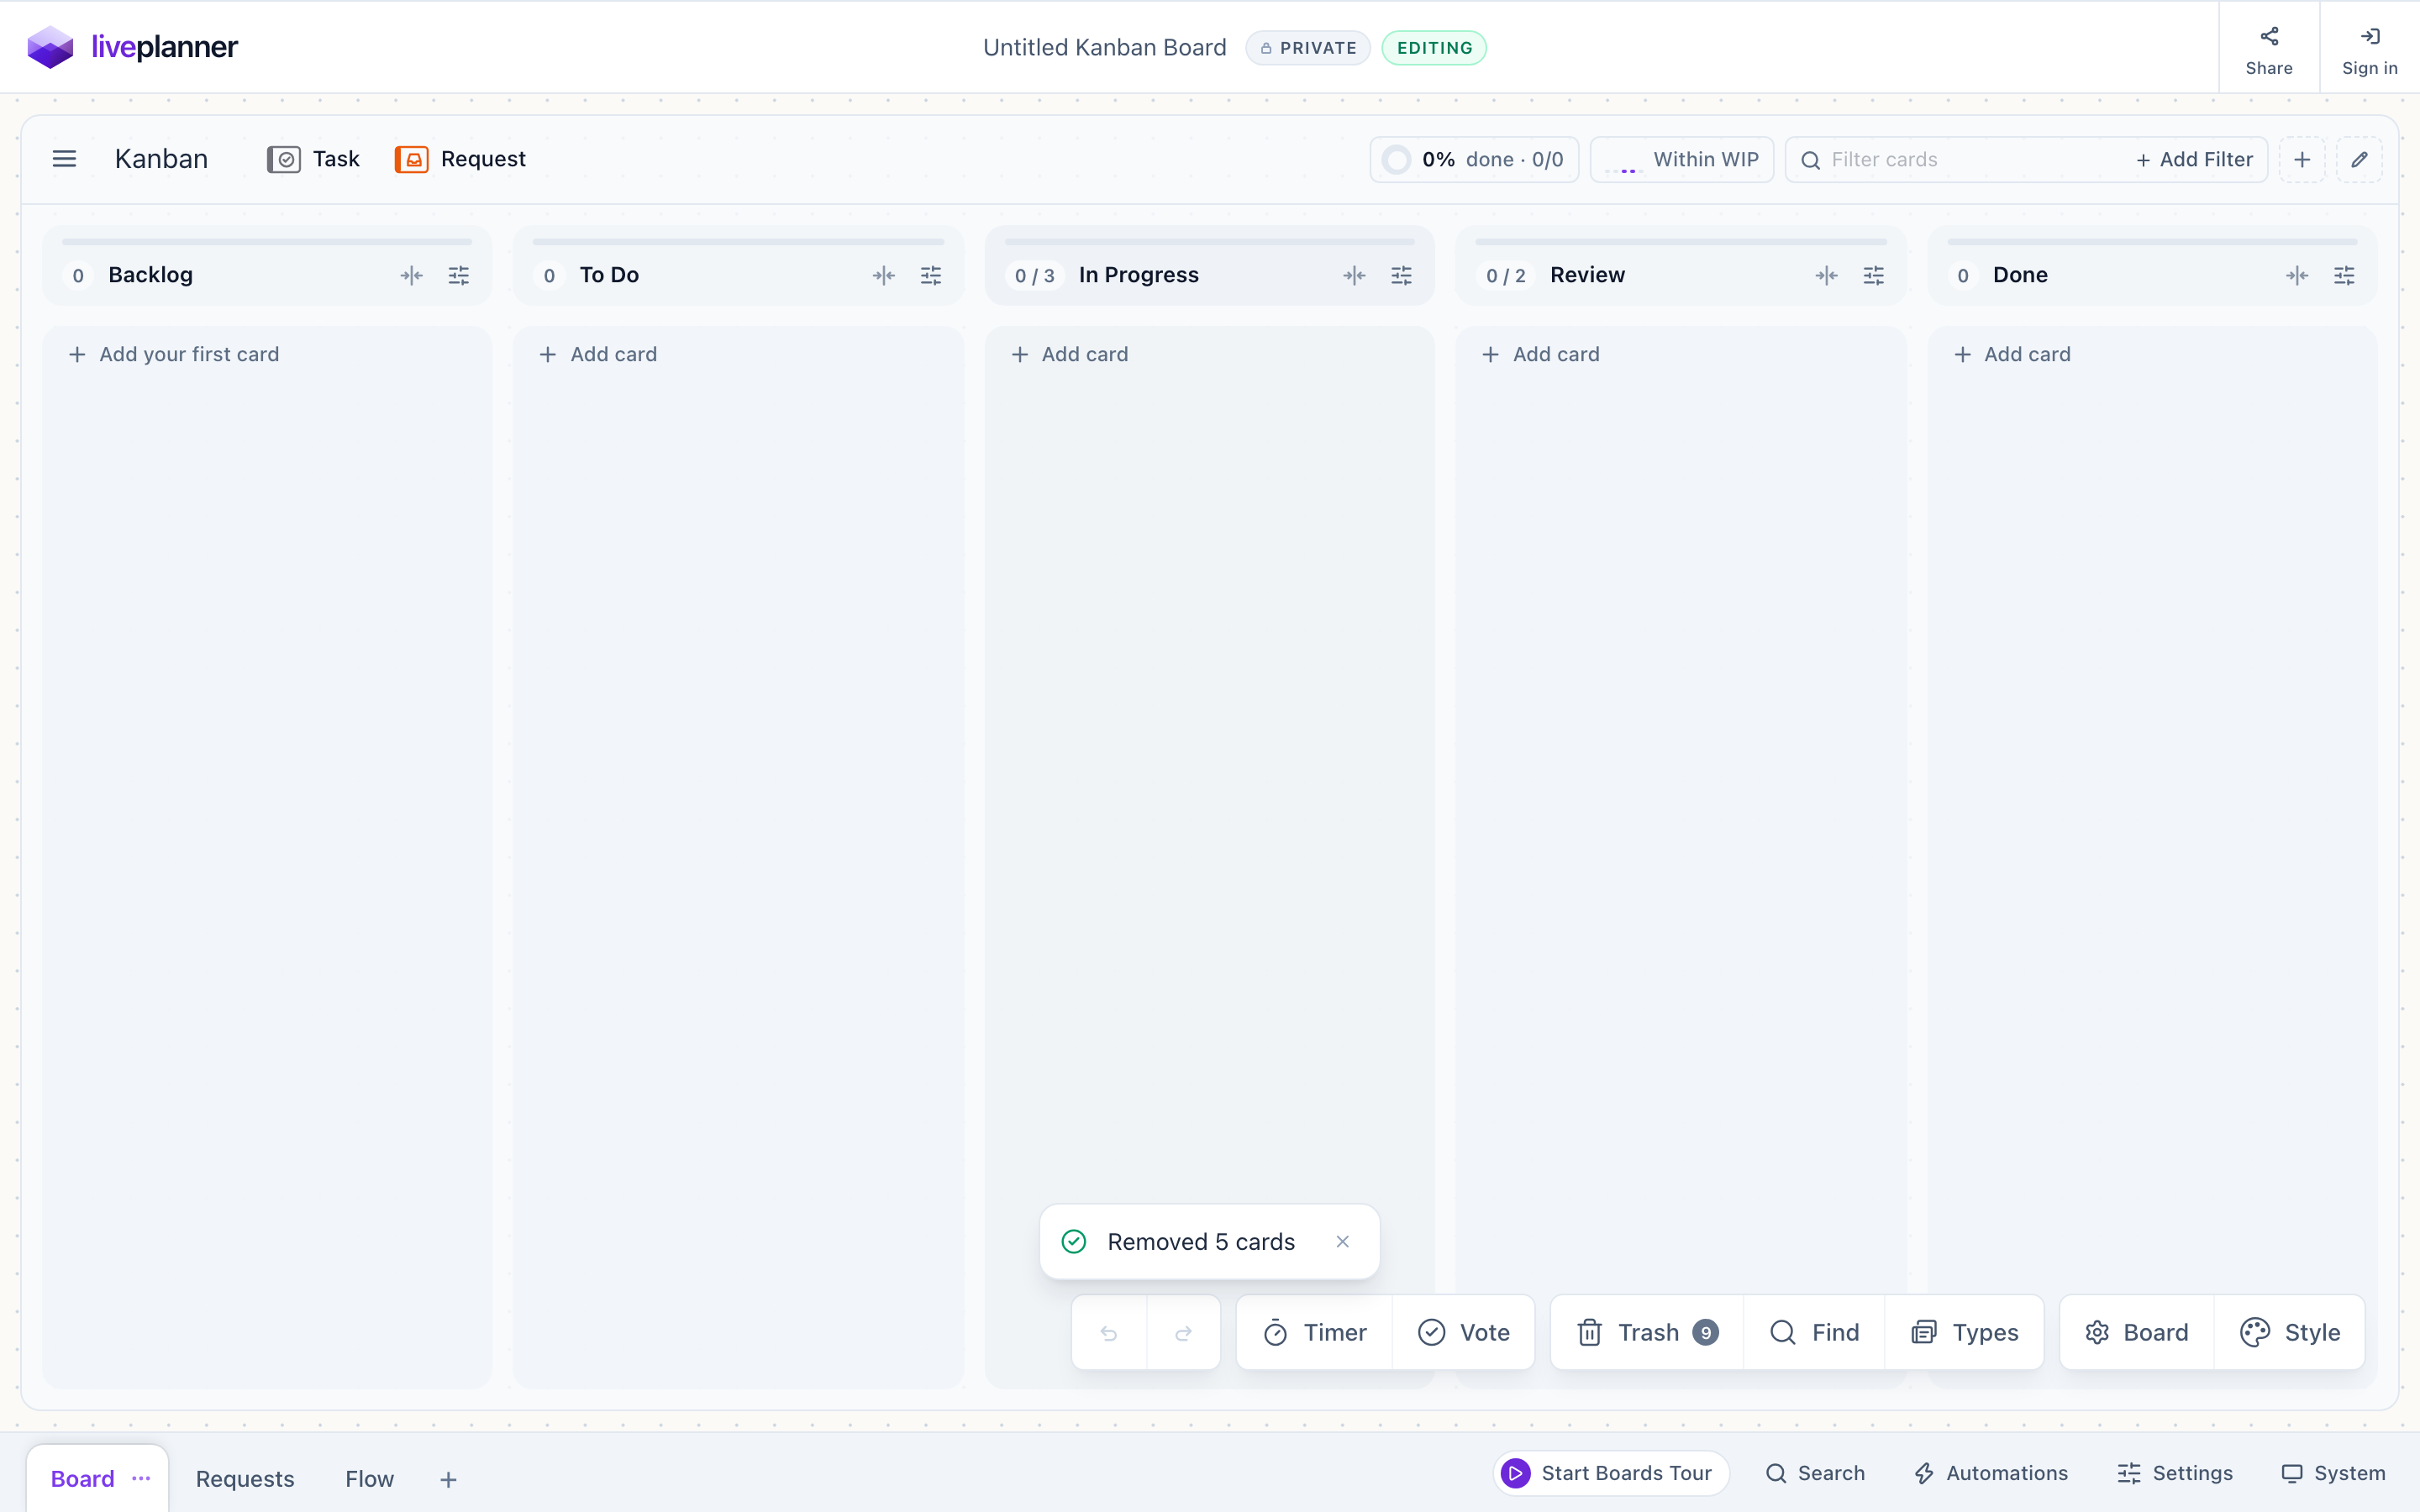 liveplanner
Untitled Kanban Board PRIVATE EDITING
Share
Sign in
Kanban Task Request
0% done · 0/0 Within WIP Filter cards + Add Filter
0 Backlog
0 To Do
0 / 3 In Progress
0 / 2 Review
0 Done
+ Add your first card
+ Add card
+ Add card
+ Add card
+ Add card
Removed 5 cards
Timer Vote Trash 9 Find Types Board Style
Board Requests Flow +
Start Boards Tour Search Automations Settings System